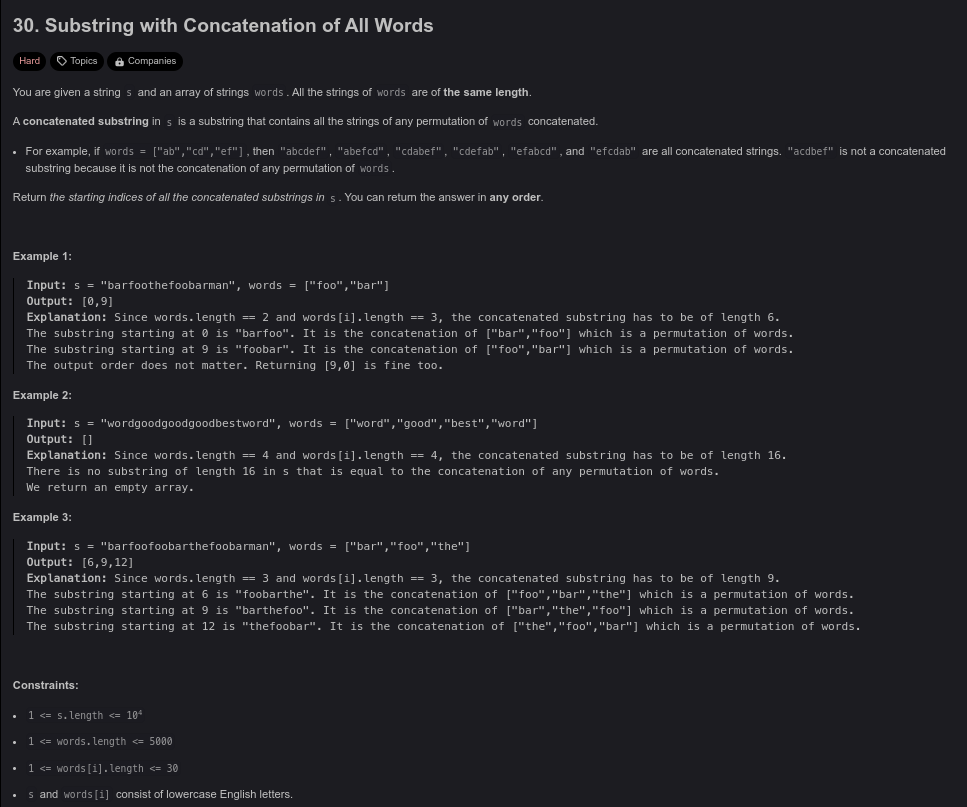 30. Substring with Concatenation of All Words
Hard Topics Companies
You are given a string s and an array of strings words. All the strings of words are of the same length.
A concatenated substring in s is a substring that contains all the strings of any permutation of words concatenated.
• For example, if words = ["ab","cd","ef"], then "abcdef", "abefcd", "cdabef", "cdefab", "efabcd", and "efcdab" are all concatenated strings. "acdbef" is not a concatenated
substring because it is not the concatenation of any permutation of words.
Return the starting indices of all the concatenated substrings in s. You can return the answer in any order.
Example 1:
Input: s = "barfoothefoobarman", words = ["foo","bar"]
Output: [0,9]
Explanation: Since words.length == 2 and words[i].length == 3, the concatenated substring has to be of length 6.
The substring starting at 0 is "barfoo". It is the concatenation of ["bar","foo"] which is a permutation of words.
The substring starting at 9 is "foobar". It is the concatenation of ["foo","bar"] which is a permutation of words.
The output order does not matter. Returning [9,0] is fine too.
Example 2:
Input: s = "wordgoodgoodgoodbestword", words = ["word","good","best","word"]
Output: []
Explanation: Since words.length == 4 and words[i].length == 4, the concatenated substring has to be of length 16.
There is no substring of length 16 in s that is equal to the concatenation of any permutation of words.
We return an empty array.
Example 3:
Input: s = "barfoofoobarthefoobarman", words = ["bar","foo","the"]
Output: [6,9,12]
Explanation: Since words.length == 3 and words[i].length == 3, the concatenated substring has to be of length 9.
The substring starting at 6 is "foobarthe". It is the concatenation of ["foo","bar","the"] which is a permutation of words.
The substring starting at 9 is "barthefoo". It is the concatenation of ["bar","the","foo"] which is a permutation of words.
The substring starting at 12 is "thefoobar". It is the concatenation of ["the","foo","bar"] which is a permutation of words.
Constraints:
• 1 <= s.length <= 10⁴
• 1 <= words.length <= 5000
• 1 <= words[i].length <= 30
• s and words[i] consist of lowercase English letters.